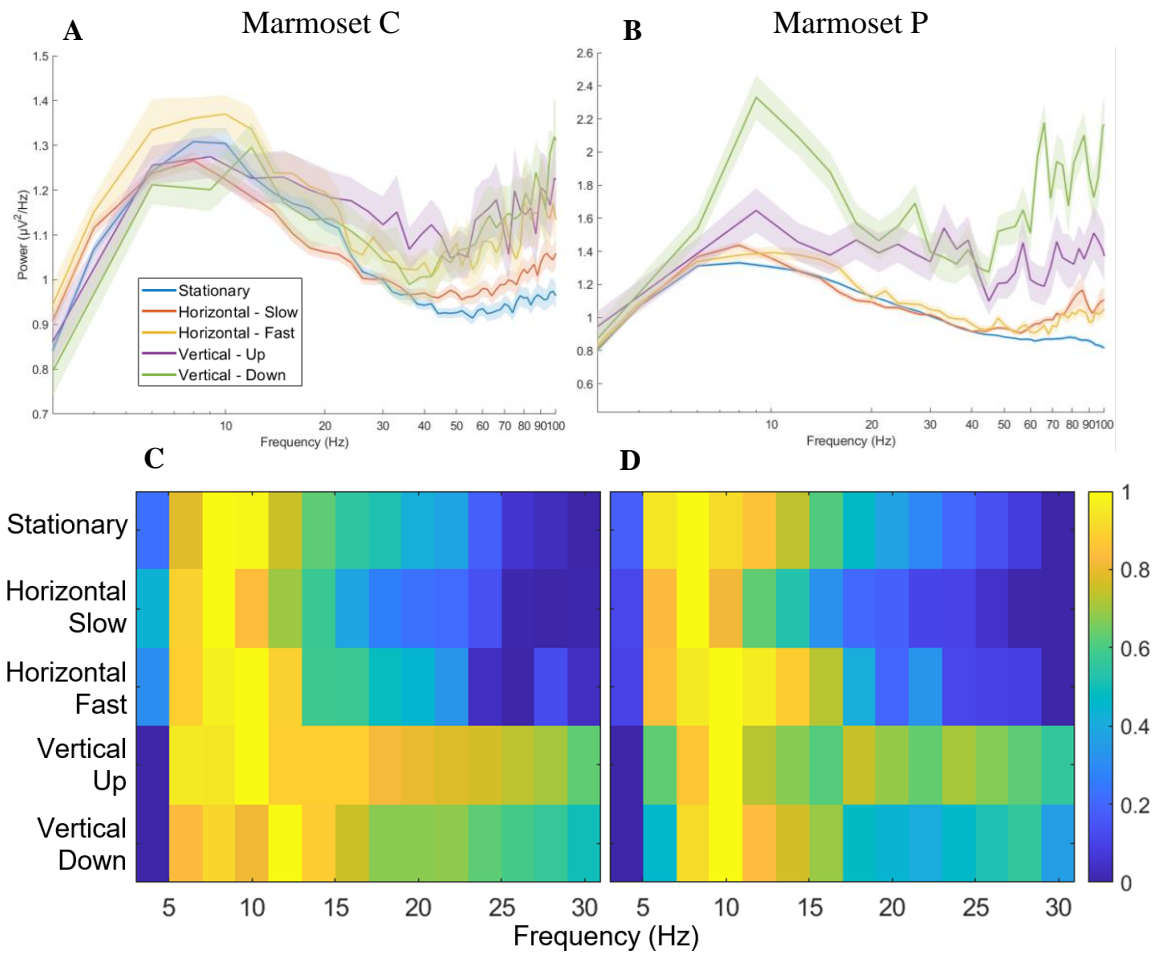 A
Marmoset C
B
Marmoset P
1.5
1.4
1.3
1.2
1.1
1
0.9
0.8
0.7
Power (μV²/Hz)
Stationary
Horizontal - Slow
Horizontal - Fast
Vertical - Up
Vertical - Down
10 20 30 40 50 60 70 80 90 100
Frequency (Hz)
2.6
2.4
2.2
2
1.8
1.6
1.4
1.2
1
0.8
0.6
10 20 30 40 50 60 70 80 90 100
Frequency (Hz)
C
D
Stationary
Horizontal
Slow
Horizontal
Fast
Vertical
Up
Vertical
Down
5 10 15 20 25 30
5 10 15 20 25 30
Frequency (Hz)
1
0.8
0.6
0.4
0.2
0